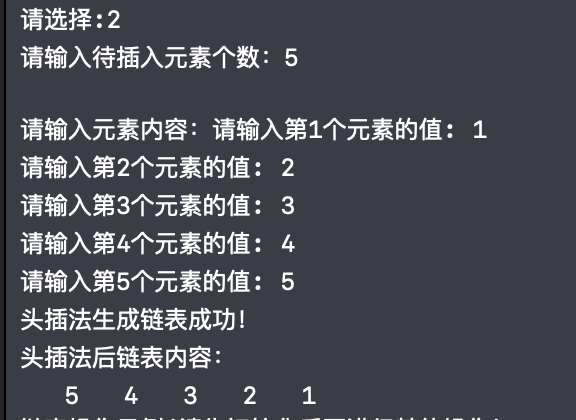 请选择:2
请输入待插入元素个数：5
请输入元素内容：请输入第1个元素的值: 1
请输入第2个元素的值: 2
请输入第3个元素的值: 3
请输入第4个元素的值: 4
请输入第5个元素的值: 5
头插法生成链表成功!
头插法后链表内容:
5 4 3 2 1